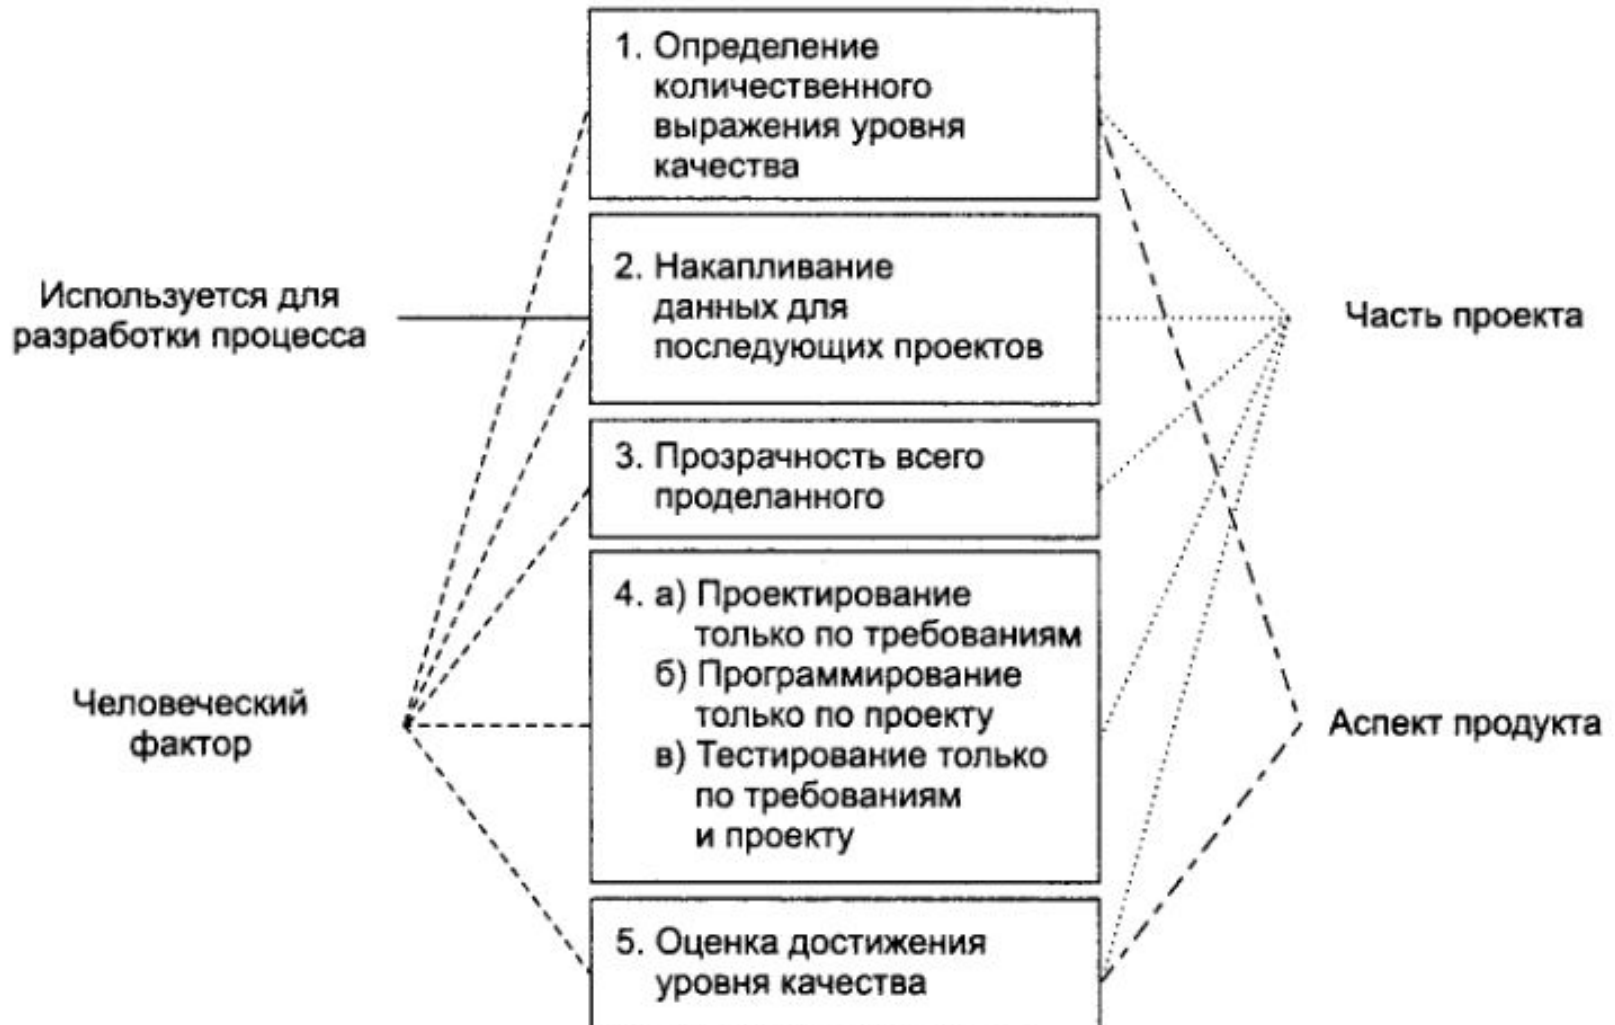 1. Определение
количественного
выражения уровня
качества
2. Накапливание
данных для
последующих проектов
3. Прозрачность всего
проделанного
4. а) Проектирование
только по требованиям
б) Программирование
только по проекту
в) Тестирование только
по требованиям
и проекту
5. Оценка достижения
уровня качества
Используется для
разработки процесса
Человеческий
фактор
Часть проекта
Аспект продукта